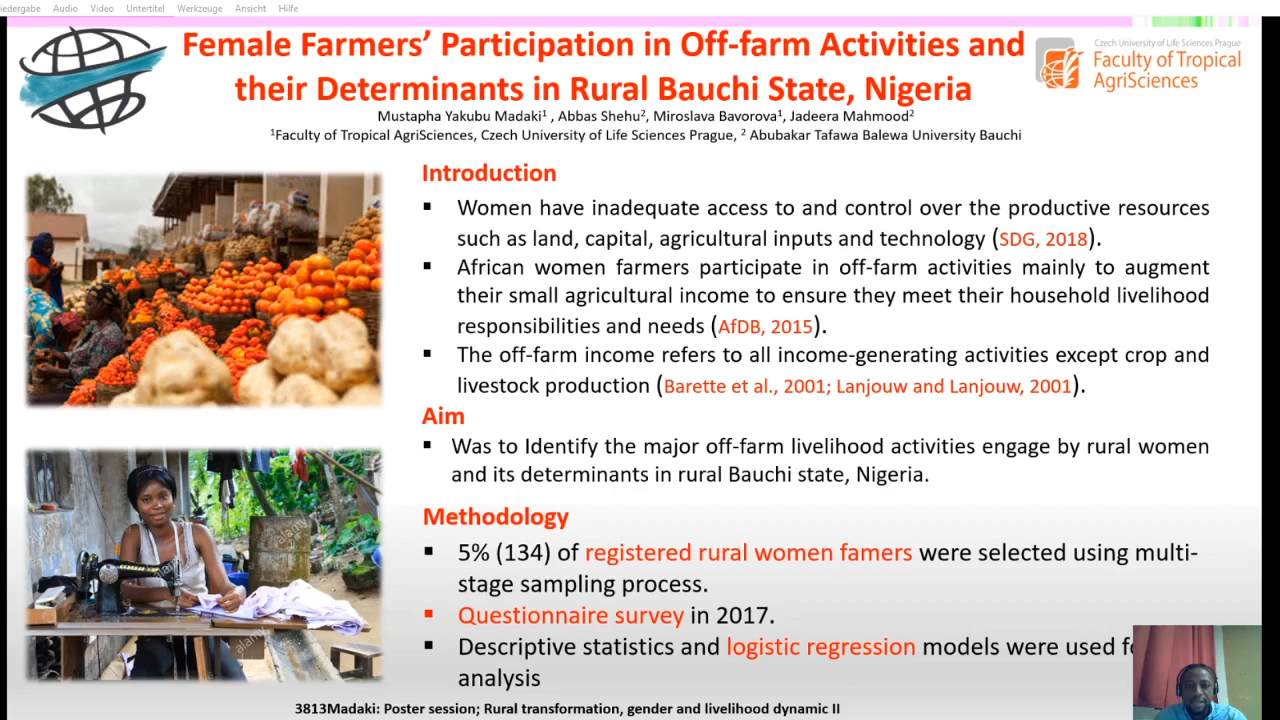 iedergabe Audio Video Untertitel Werkzeuge Ansicht Hilfe
Female Farmers’ Participation in Off-farm Activities and
their Determinants in Rural Bauchi State, Nigeria
Czech University of Life Sciences Prague
Faculty of Tropical
AgriSciences
Mustapha Yakubu Madaki¹ , Abbas Shehu², Miroslava Bavorova¹, Jadeera Mahmood²
¹Faculty of Tropical AgriSciences, Czech University of Life Sciences Prague, ² Abubakar Tafawa Balewa University Bauchi
Introduction
▪ Women have inadequate access to and control over the productive resources
such as land, capital, agricultural inputs and technology (SDG, 2018).
▪ African women farmers participate in off-farm activities mainly to augment
their small agricultural income to ensure they meet their household livelihood
responsibilities and needs (AfDB, 2015).
▪ The off-farm income refers to all income-generating activities except crop and
livestock production (Barette et al., 2001; Lanjouw and Lanjouw, 2001).
Aim
▪ Was to Identify the major off-farm livelihood activities engage by rural women
and its determinants in rural Bauchi state, Nigeria.
Methodology
▪ 5% (134) of registered rural women famers were selected using multi-
stage sampling process.
▪ Questionnaire survey in 2017.
▪ Descriptive statistics and logistic regression models were used
analysis
alamy
alamy
alamy
3813Madaki: Poster session; Rural transformation, gender and livelihood dynamic II